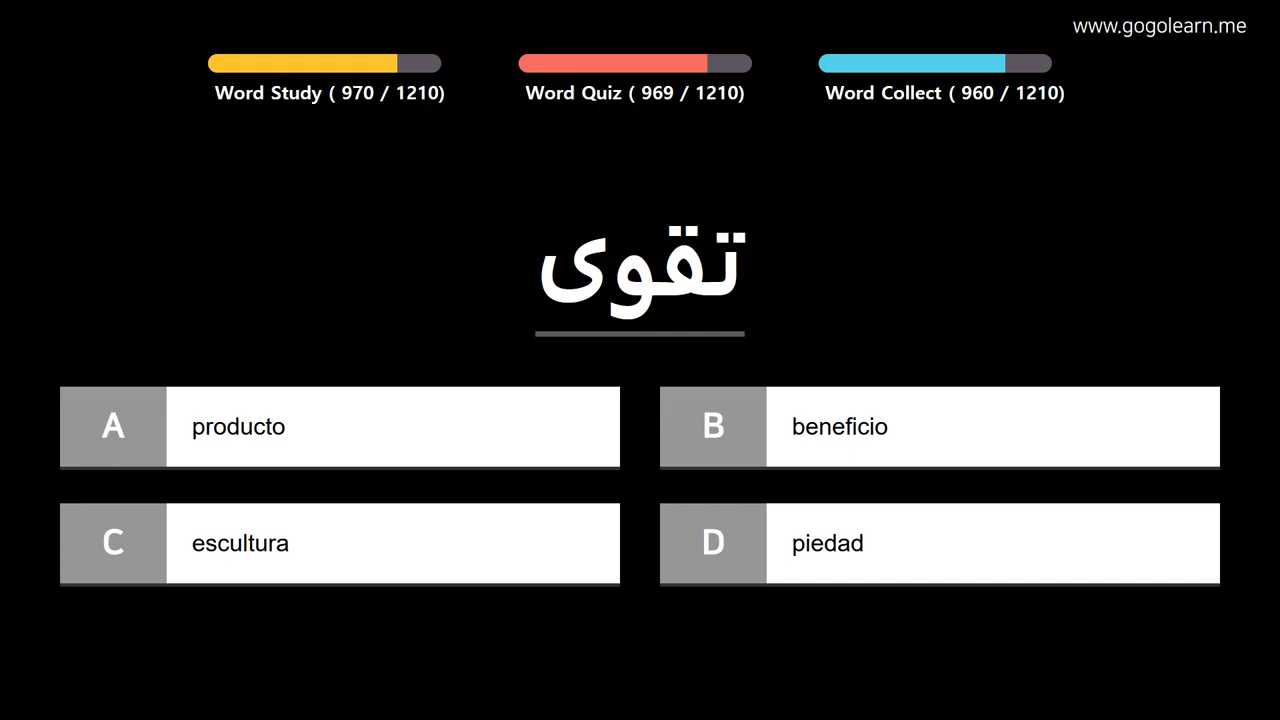 www.gogolearn.me
Word Study ( 970 / 1210)
Word Quiz ( 969 / 1210)
Word Collect ( 960 / 1210)
تقوى
A producto
B beneficio
C escultura
D piedad